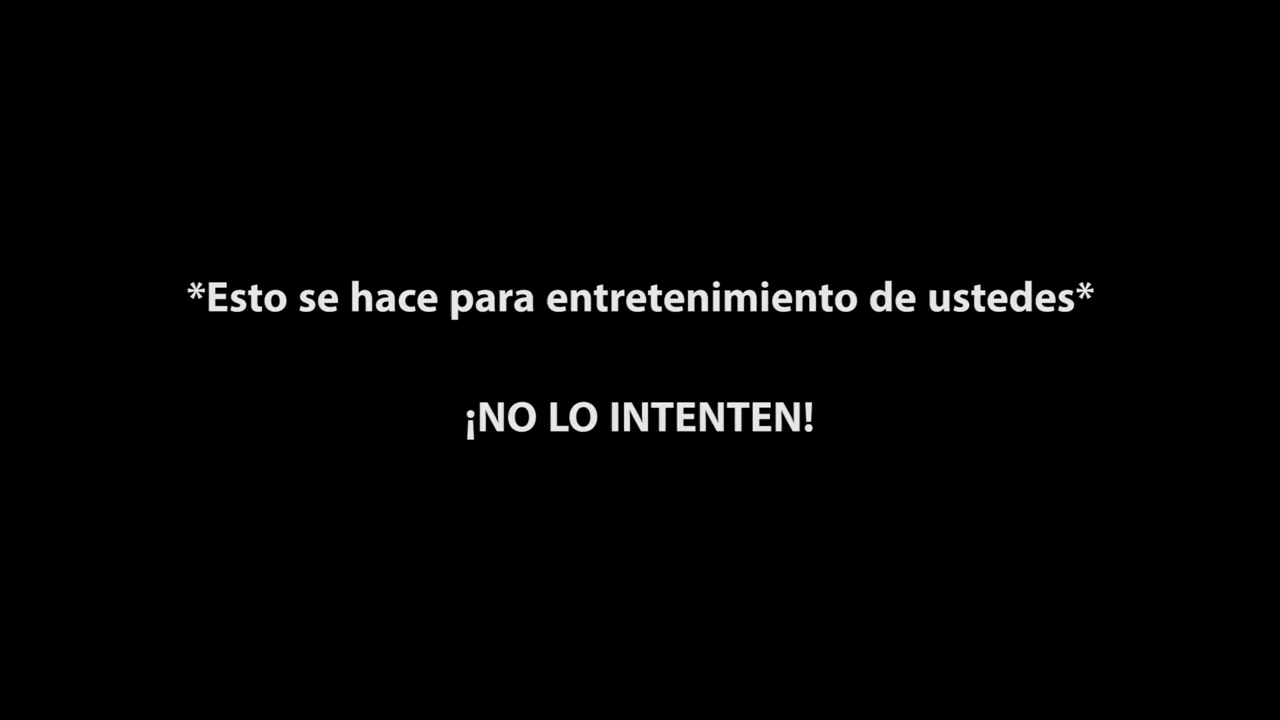 *Esto se hace para entretenimiento de ustedes*
¡NO LO INTENTEN!